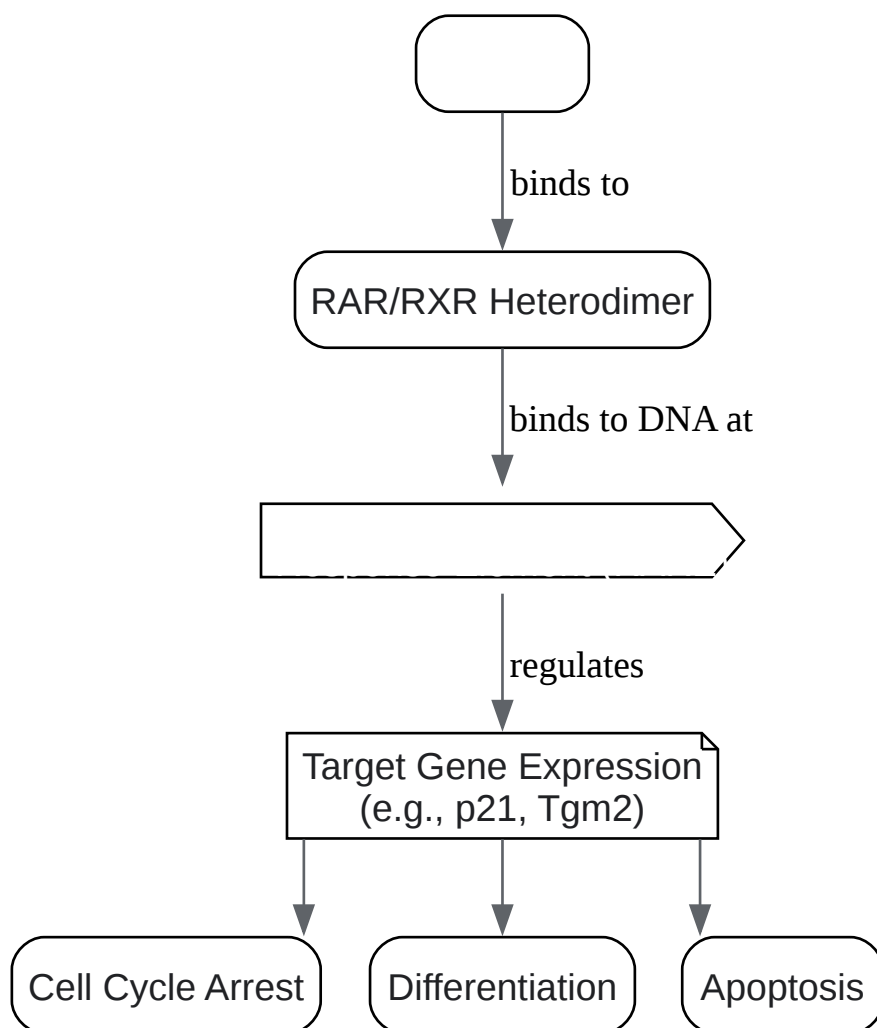 binds to
RAR/RXR Heterodimer
binds to DNA at
regulates
Target Gene Expression
(e.g., p21, Tgm2)
Cell Cycle Arrest
Differentiation
Apoptosis